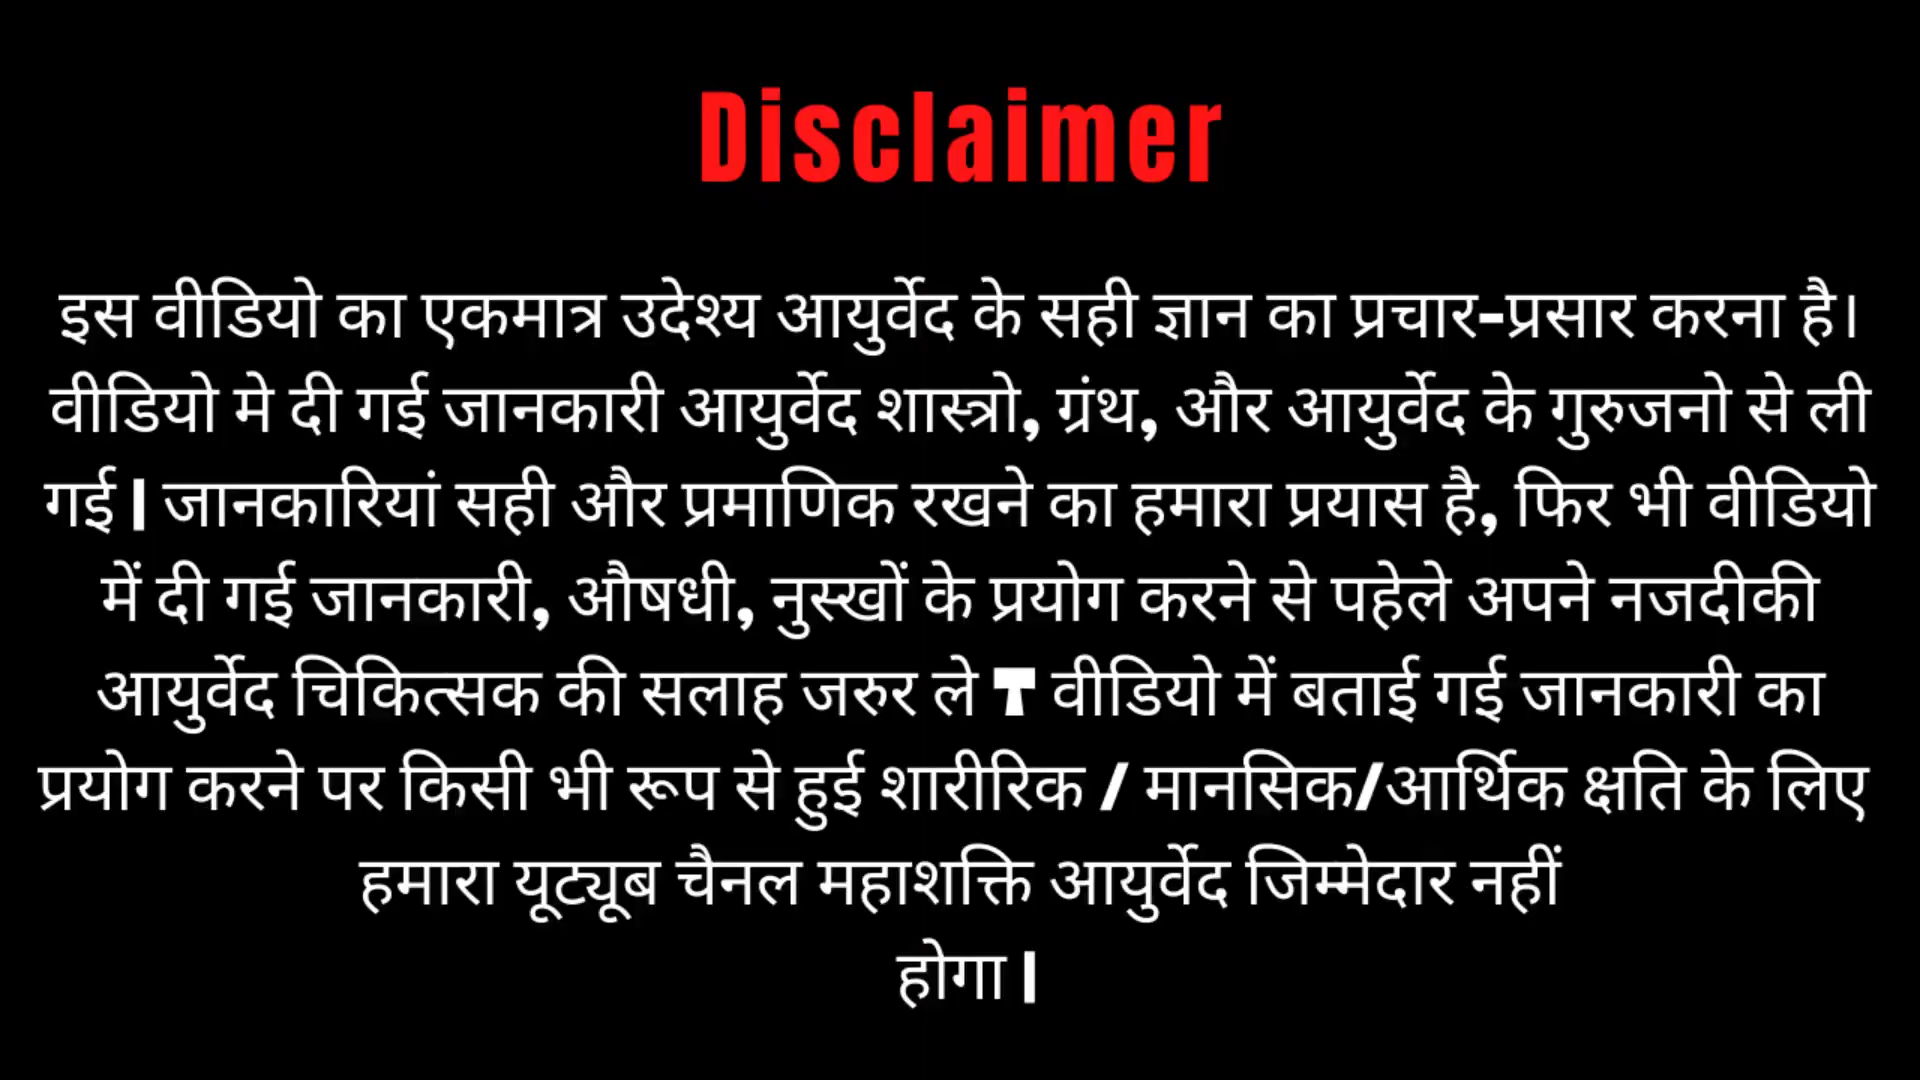 Disclaimer
इस वीडियो का एकमात्र उदेश्य आयुर्वेद के सही ज्ञान का प्रचार-प्रसार करना है।
वीडियो मे दी गई जानकारी आयुर्वेद शास्त्रो, ग्रंथ, और आयुर्वेद के गुरुजनो से ली
गई | जानकारियां सही और प्रमाणिक रखने का हमारा प्रयास है, फिर भी वीडियो
में दी गई जानकारी, औषधी, नुस्खों के प्रयोग करने से पहेले अपने नजदीकी
आयुर्वेद चिकित्सक की सलाह जरुर ले T वीडियो में बताई गई जानकारी का
प्रयोग करने पर किसी भी रूप से हुई शारीरिक / मानसिक/आर्थिक क्षति के लिए
हमारा यूट्यूब चैनल महाशक्ति आयुर्वेद जिम्मेदार नहीं
होगा |